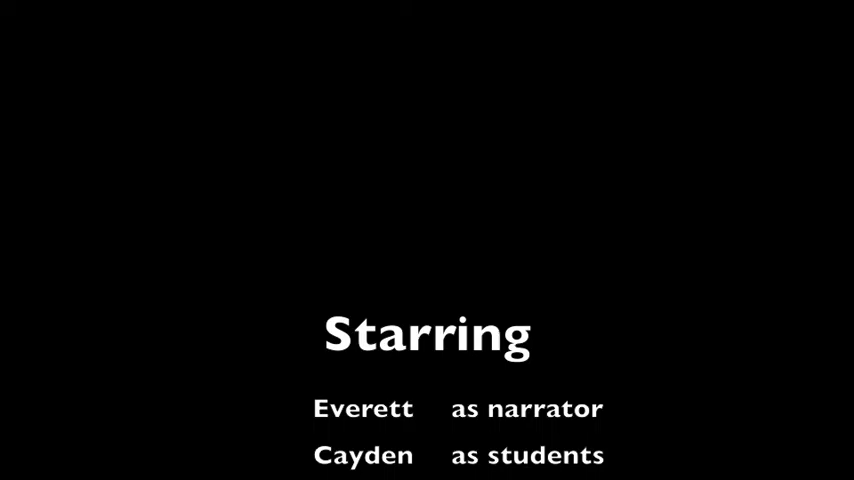 Starring
Everett as narrator
Cayden as students